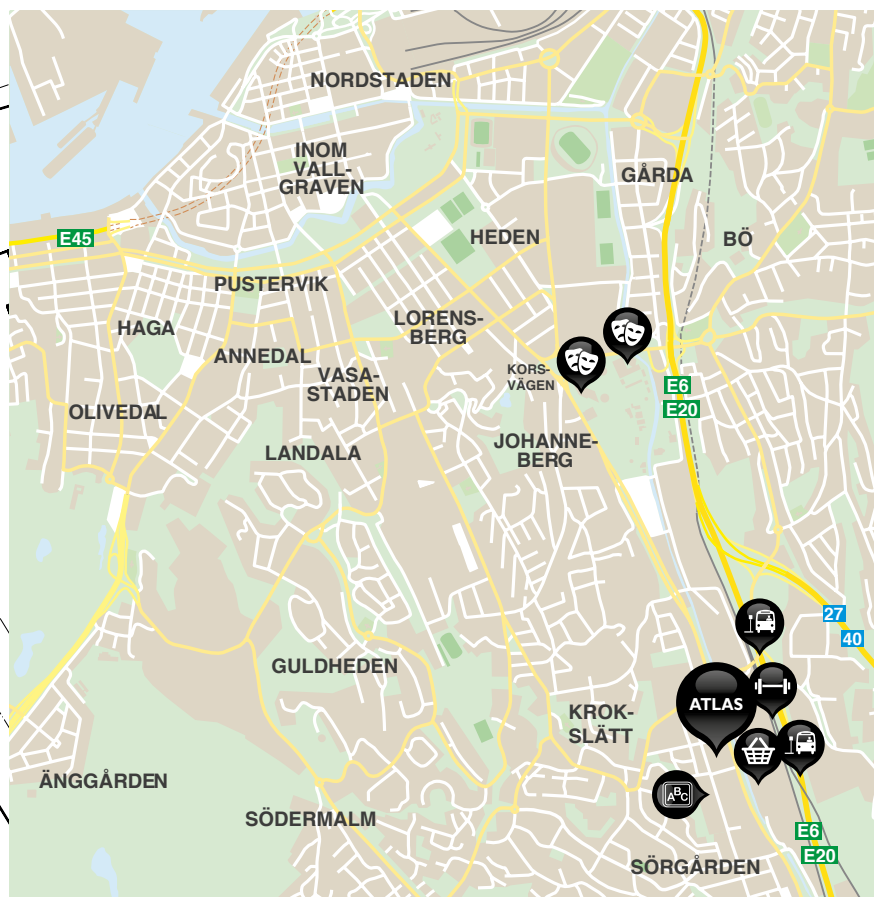 NORDSTADEN
INOM
VALL-
GRAVEN
GÅRDA
E45
HEDEN
BÖ
PUSTERVIK
HAGA
LORENS-
BERG
ANNEDAL
VASA-
STADEN
KORS-
VÄGEN
E6
E20
OLIVEDAL
LANDALA
JOHANNE-
BERG
27
40
GULDHEDEN
ATLAS
KROK-
SLÄTT
ÄNGGÅRDEN
ABC
SÖDERMALM
E6
E20
SÖRGÅRDEN